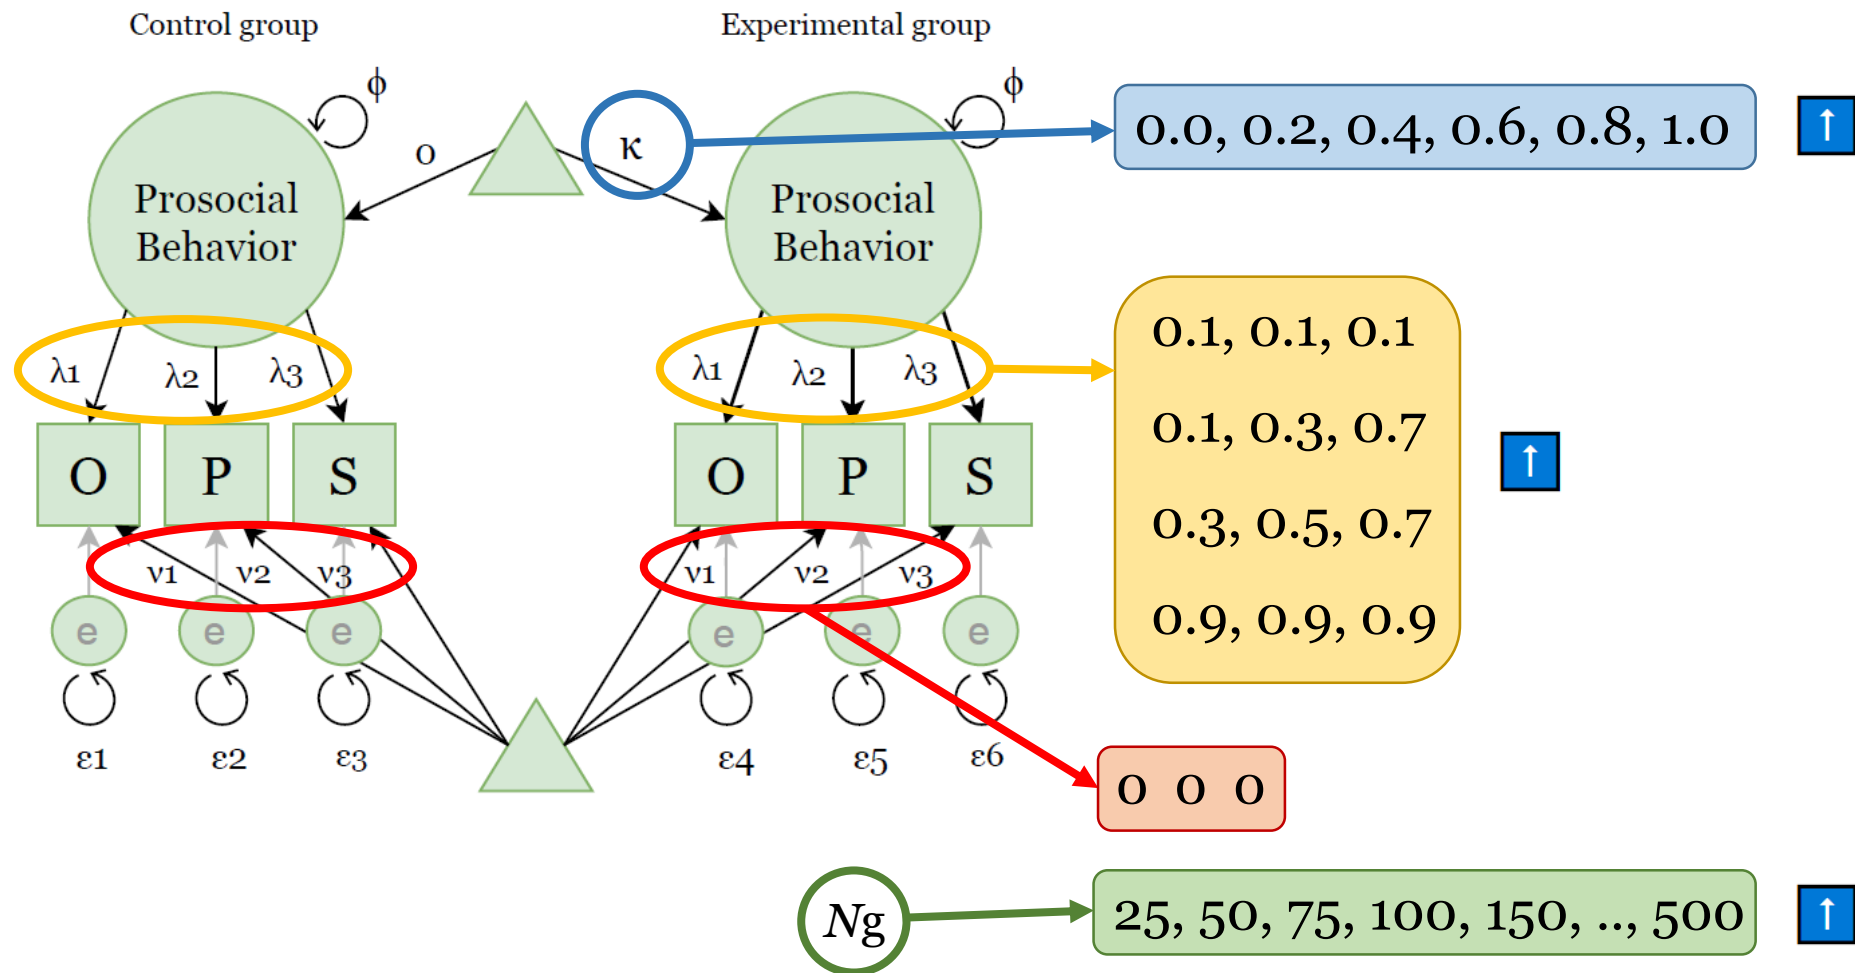 Control group
Experimental group
ϕ
ϕ
0
κ
0.0, 0.2, 0.4, 0.6, 0.8, 1.0
↑
Prosocial
Behavior
Prosocial
Behavior
λ1 λ2 λ3
λ1 λ2 λ3
0.1, 0.1, 0.1
0.1, 0.3, 0.7
0.3, 0.5, 0.7
0.9, 0.9, 0.9
↑
O P S
O P S
ν1 ν2 ν3
ν1 ν2 ν3
e e e
e e e
ε1 ε2 ε3
ε4 ε5 ε6
0 0 0
Ng
25, 50, 75, 100, 150, .., 500
↑